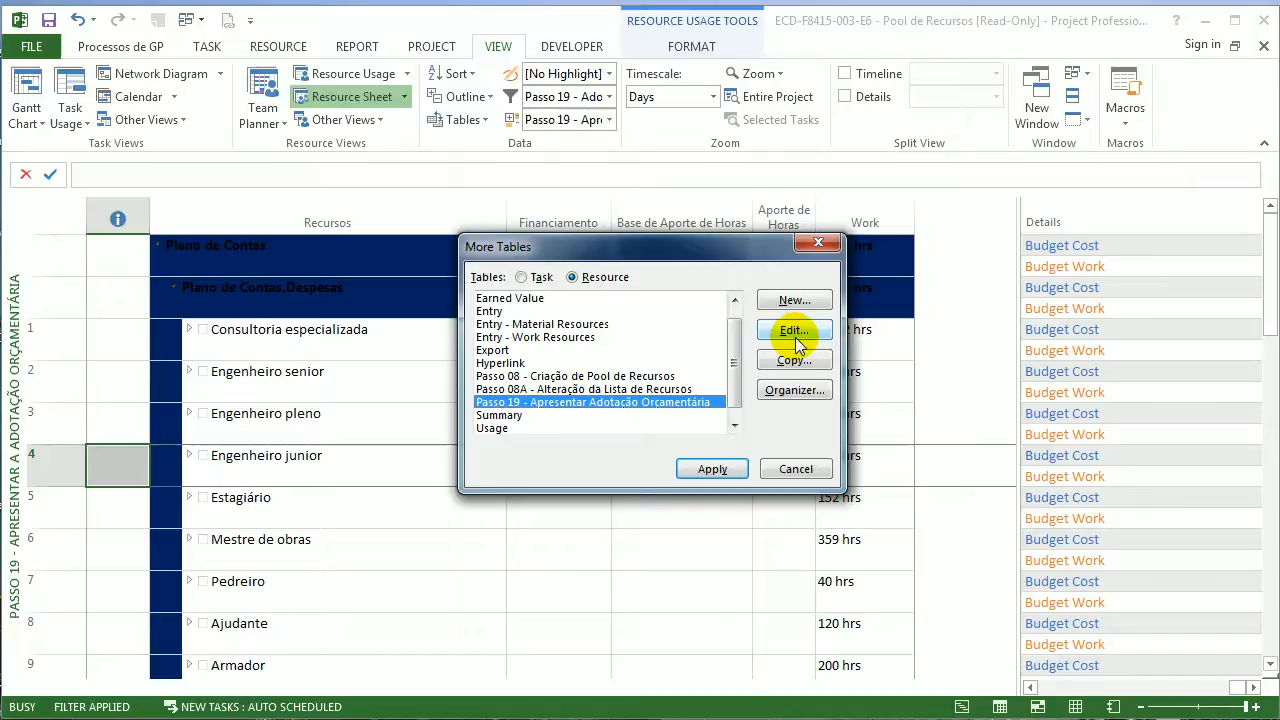 RESOURCE USAGE TOOLS
ECD-F8415-003-E6 - Pool de Recursos [Read-Only] - Project Professio...
FILE Processos de GP TASK RESOURCE REPORT PROJECT VIEW DEVELOPER FORMAT Sign in
Network Diagram Resource Usage Sort [No Highlight] Timescale: Zoom Timeline:
Gantt Chart Task Usage Calendar Team Planner Resource Sheet Outline Passo 19 - Ado Days Entire Project Details New Window Macros
Other Views Other Views Tables Passo 19 - Apr Selected Tasks
Task Views Resource Views Data Zoom Split View Window Macros
Recursos Financiamento Base de Aporte de Horas Aporte de Horas Work Details
PASSO 19 - APRESENTAR A ADOTAÇÃO ORÇAMENTÁRIA
Plano de Contas hrs Budget Cost
Budget Work
Plano de Contas.Despesas Budget Cost
Budget Work
1 Consultoria especializada hrs Budget Cost
Budget Work
2 Engenheiro senior Budget Cost
Budget Work
3 Engenheiro pleno Budget Cost
Budget Work
4 Engenheiro junior Budget Cost
Budget Work
5 Estagiário 152 hrs Budget Cost
Budget Work
6 Mestre de obras 359 hrs Budget Cost
Budget Work
7 Pedreiro 40 hrs Budget Cost
Budget Work
8 Ajudante 120 hrs Budget Cost
Budget Work
9 Armador 200 hrs Budget Cost
More Tables
Tables: Task Resource
Earned Value
Entry
Entry - Material Resources
Entry - Work Resources
Export
Hyperlink
Passo 08 - Criação de Pool de Recursos
Passo 08A - Alteração da Lista de Recursos
Passo 19 - Apresentar Adotação Orçamentária
Summary
Usage
New...
Edit...
Copy...
Organizer...
Apply Cancel
BUSY FILTER APPLIED NEW TASKS : AUTO SCHEDULED